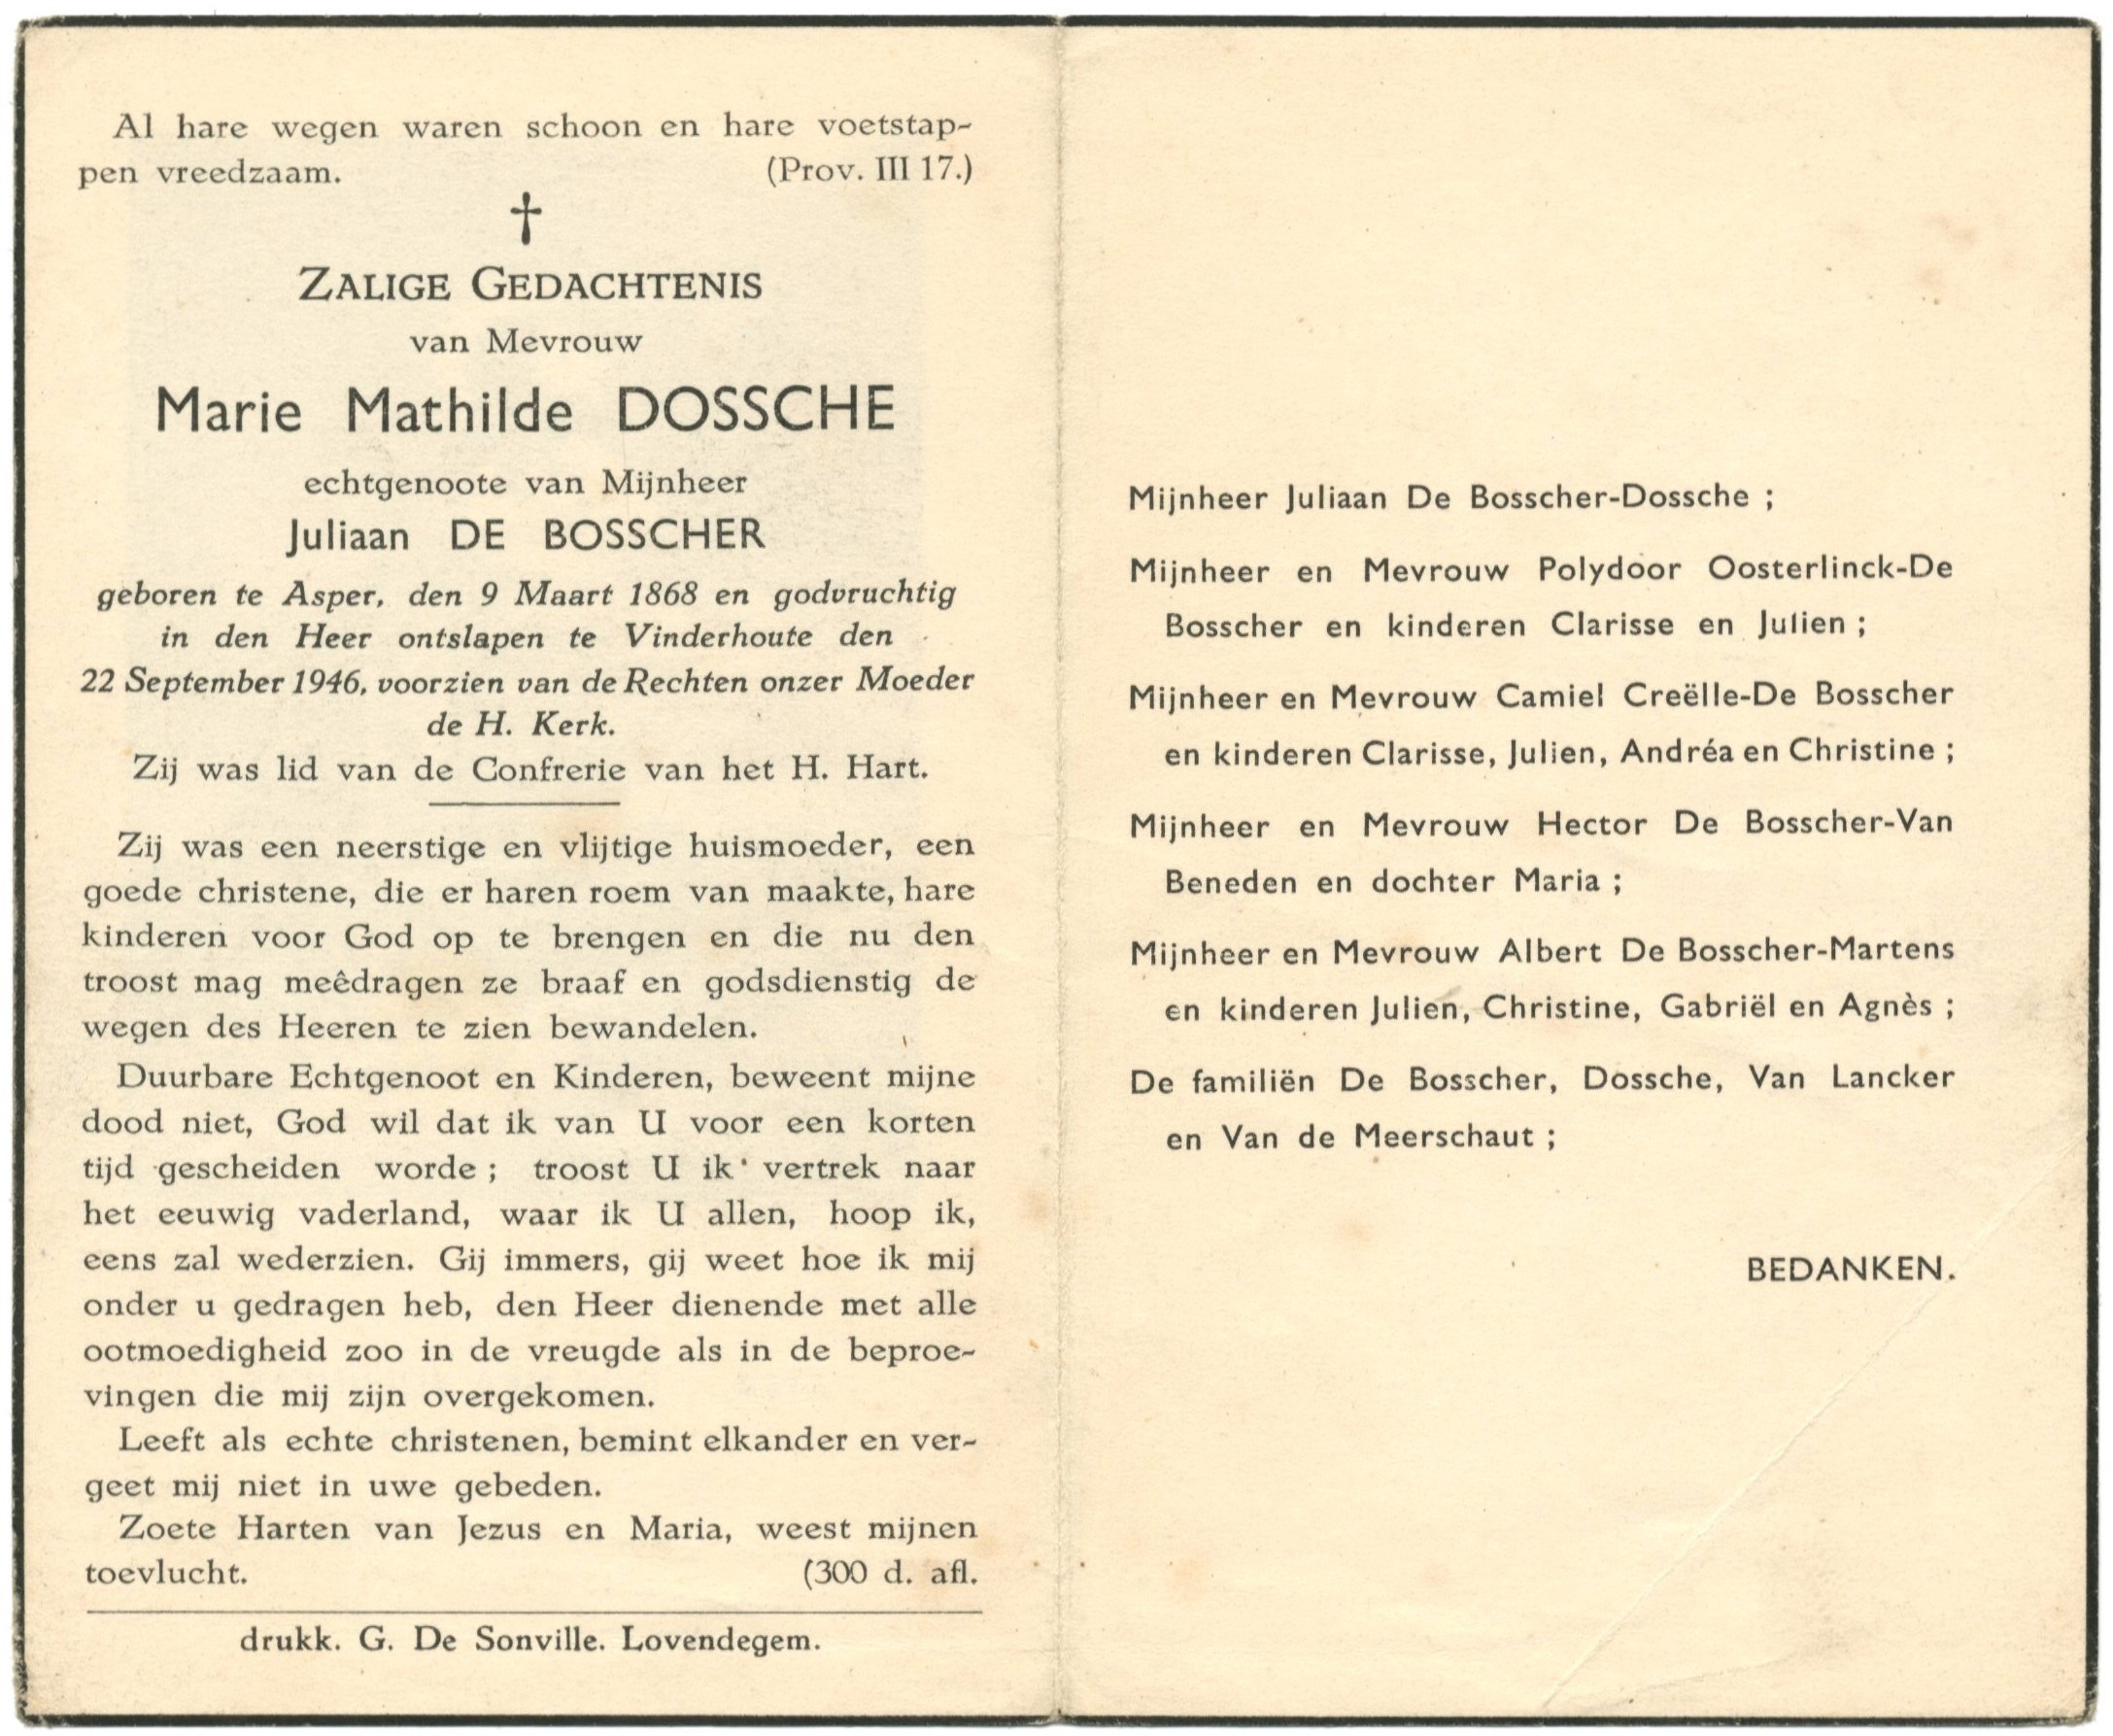 Al hare wegen waren schoon en hare voetstap-
pen vreedzaam. (Prov. III 17.)
†
ZALIGE GEDACHTENIS
van Mevrouw
Marie Mathilde DOSSCHE
echtgenoote van Mijnheer
Juliaan DE BOSSCHER
geboren te Asper, den 9 Maart 1868 en godvruchtig
in den Heer ontslapen te Vinderhoute den
22 September 1946, voorzien van de Rechten onzer Moeder
de H. Kerk.
Zij was lid van de Confrerie van het H. Hart.
Zij was een neerstige en vlijtige huismoeder, een
goede christene, die er haren roem van maakte, hare
kinderen voor God op te brengen en die nu den
troost mag meêdragen ze braaf en godsdienstig de
wegen des Heeren te zien bewandelen.
Duurbare Echtgenoot en Kinderen, beweent mijne
dood niet, God wil dat ik van U voor een korten
tijd gescheiden worde ; troost U ik vertrek naar
het eeuwig vaderland, waar ik U allen, hoop ik,
eens zal wederzien. Gij immers, gij weet hoe ik mij
onder u gedragen heb, den Heer dienende met alle
ootmoedigheid zoo in de vreugde als in de beproe-
vingen die mij zijn overgekomen.
Leeft als echte christenen, bemint elkander en ver-
geet mij niet in uwe gebeden.
Zoete Harten van Jezus en Maria, weest mijnen
toevlucht. (300 d. afl.
drukk. G. De Sonville. Lovendegem.
Mijnheer Juliaan De Bosscher-Dossche ;
Mijnheer en Mevrouw Polydoor Oosterlinck-De
Bosscher en kinderen Clarisse en Julien ;
Mijnheer en Mevrouw Camiel Creëlle-De Bosscher
en kinderen Clarisse, Julien, Andréa en Christine ;
Mijnheer en Mevrouw Hector De Bosscher-Van
Beneden en dochter Maria ;
Mijnheer en Mevrouw Albert De Bosscher-Martens
en kinderen Julien, Christine, Gabriël en Agnès ;
De familiën De Bosscher, Dossche, Van Lancker
en Van de Meerschaut ;
BEDANKEN.